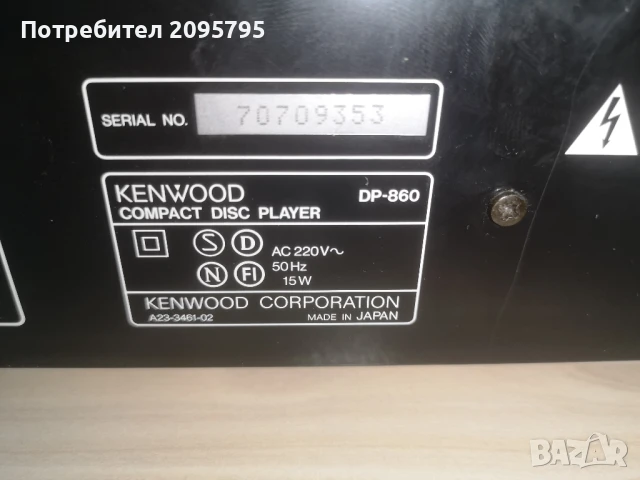 Потребител 2095795
SERIAL NO. 70709353
KENWOOD DP-860
COMPACT DISC PLAYER
S D AC 220V~
N FI 50Hz
15W
KENWOOD CORPORATION
A23-3461-02 MADE IN JAPAN
BAZAR